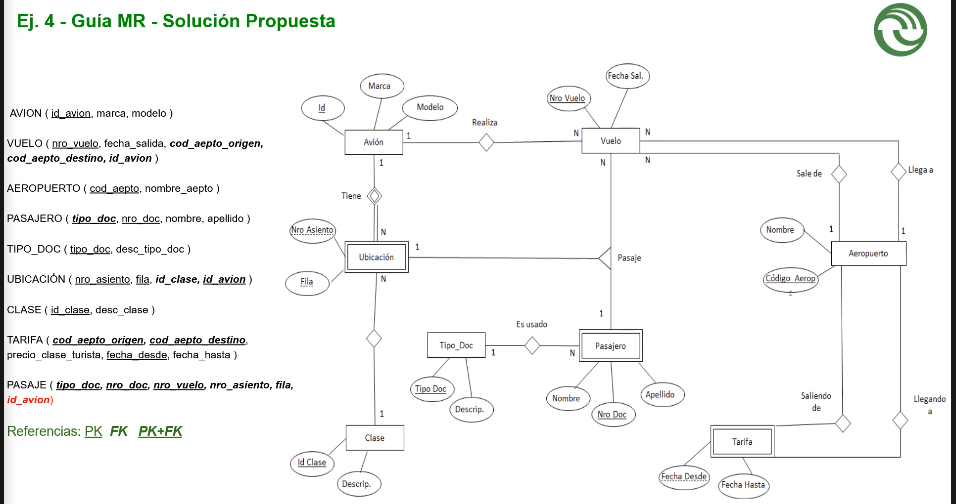 Ej. 4 - Guía MR - Solución Propuesta
AVION ( id_avion, marca, modelo )
VUELO ( nro_vuelo, fecha_salida, cod_aepto_origen,
cod_aepto_destino, id_avion )
AEROPUERTO ( cod_aepto, nombre_aepto )
PASAJERO ( tipo_doc, nro_doc, nombre, apellido )
TIPO_DOC ( tipo_doc, desc_tipo_doc )
UBICACIÓN ( nro_asiento, fila, id_clase, id_avion )
CLASE ( id_clase, desc_clase )
TARIFA ( cod_aepto_origen, cod_aepto_destino,
precio_clase_turista, fecha_desde, fecha_hasta )
PASAJE ( tipo_doc, nro_doc, nro_vuelo, nro_asiento, fila,
id_avion)
Referencias: PK FK PK+FK
Id
Marca
Modelo
Avión
1
1
Realiza
N
Nro Vuelo
Fecha Sal.
Vuelo
N
N
N
Sale de
Llega a
1
1
Nombre
Aeropuerto
Código Aerop
Tiene
N
Nro Asiento
Ubicación
1
Fila
N
Pasaje
1
Es usado
Tipo_Doc
1
N
Pasajero
Tipo Doc
Descrip.
Nombre
Nro Doc
Apellido
1
Clase
Id Clase
Descrip.
Saliendo
de
Llegando
a
Tarifa
Fecha Desde
Fecha Hasta